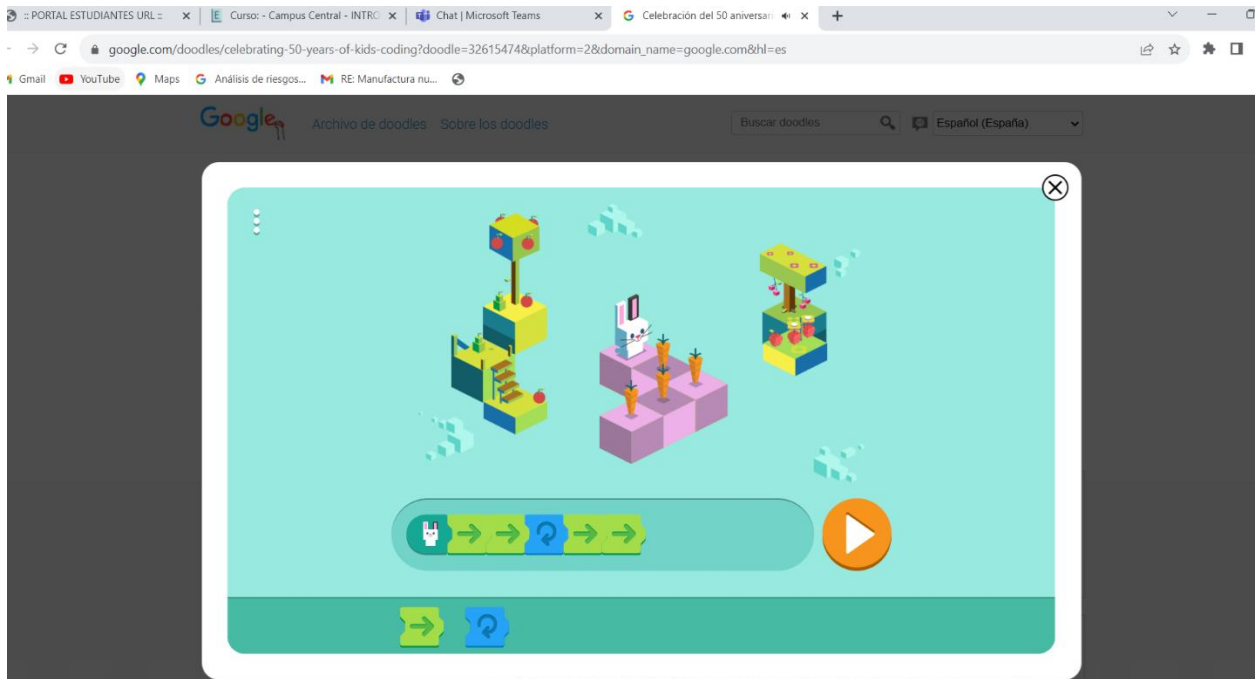 :: PORTAL ESTUDIANTES URL ::
Curso: - Campus Central - INTRO
Chat | Microsoft Teams
Celebración del 50 aniversar
google.com/doodles/celebrating-50-years-of-kids-coding?doodle=32615474&platform=2&domain_name=google.com&hl=es
Gmail YouTube Maps Análisis de riesgos... RE: Manufactura nu...
Google Archivo de doodles Sobre los doodles Buscar doodles Español (España)